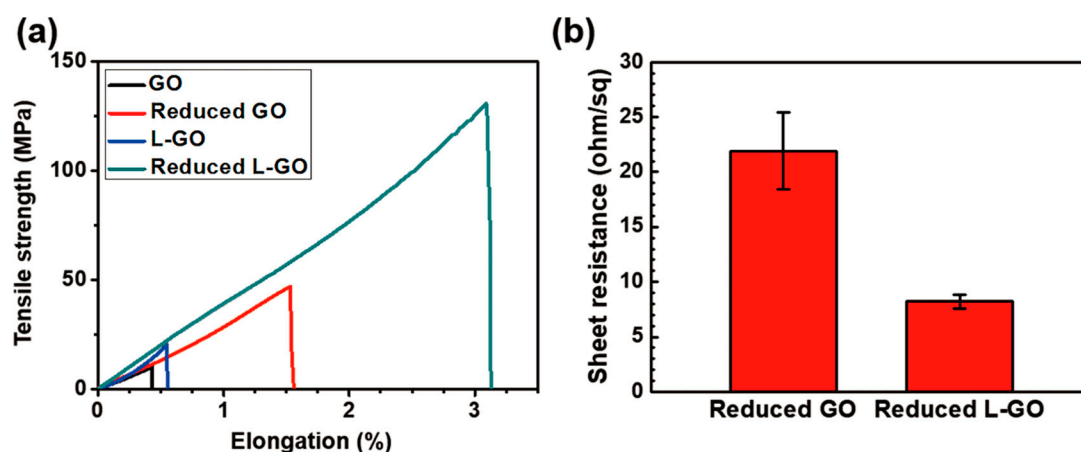 (a)
150
100
50
0
Tensile strength (MPa)
GO
Reduced GO
L-GO
Reduced L-GO
0 1 2 3
Elongation (%)
(b)
30
25
20
15
10
5
0
Sheet resistance (ohm/sq)
Reduced GO Reduced L-GO